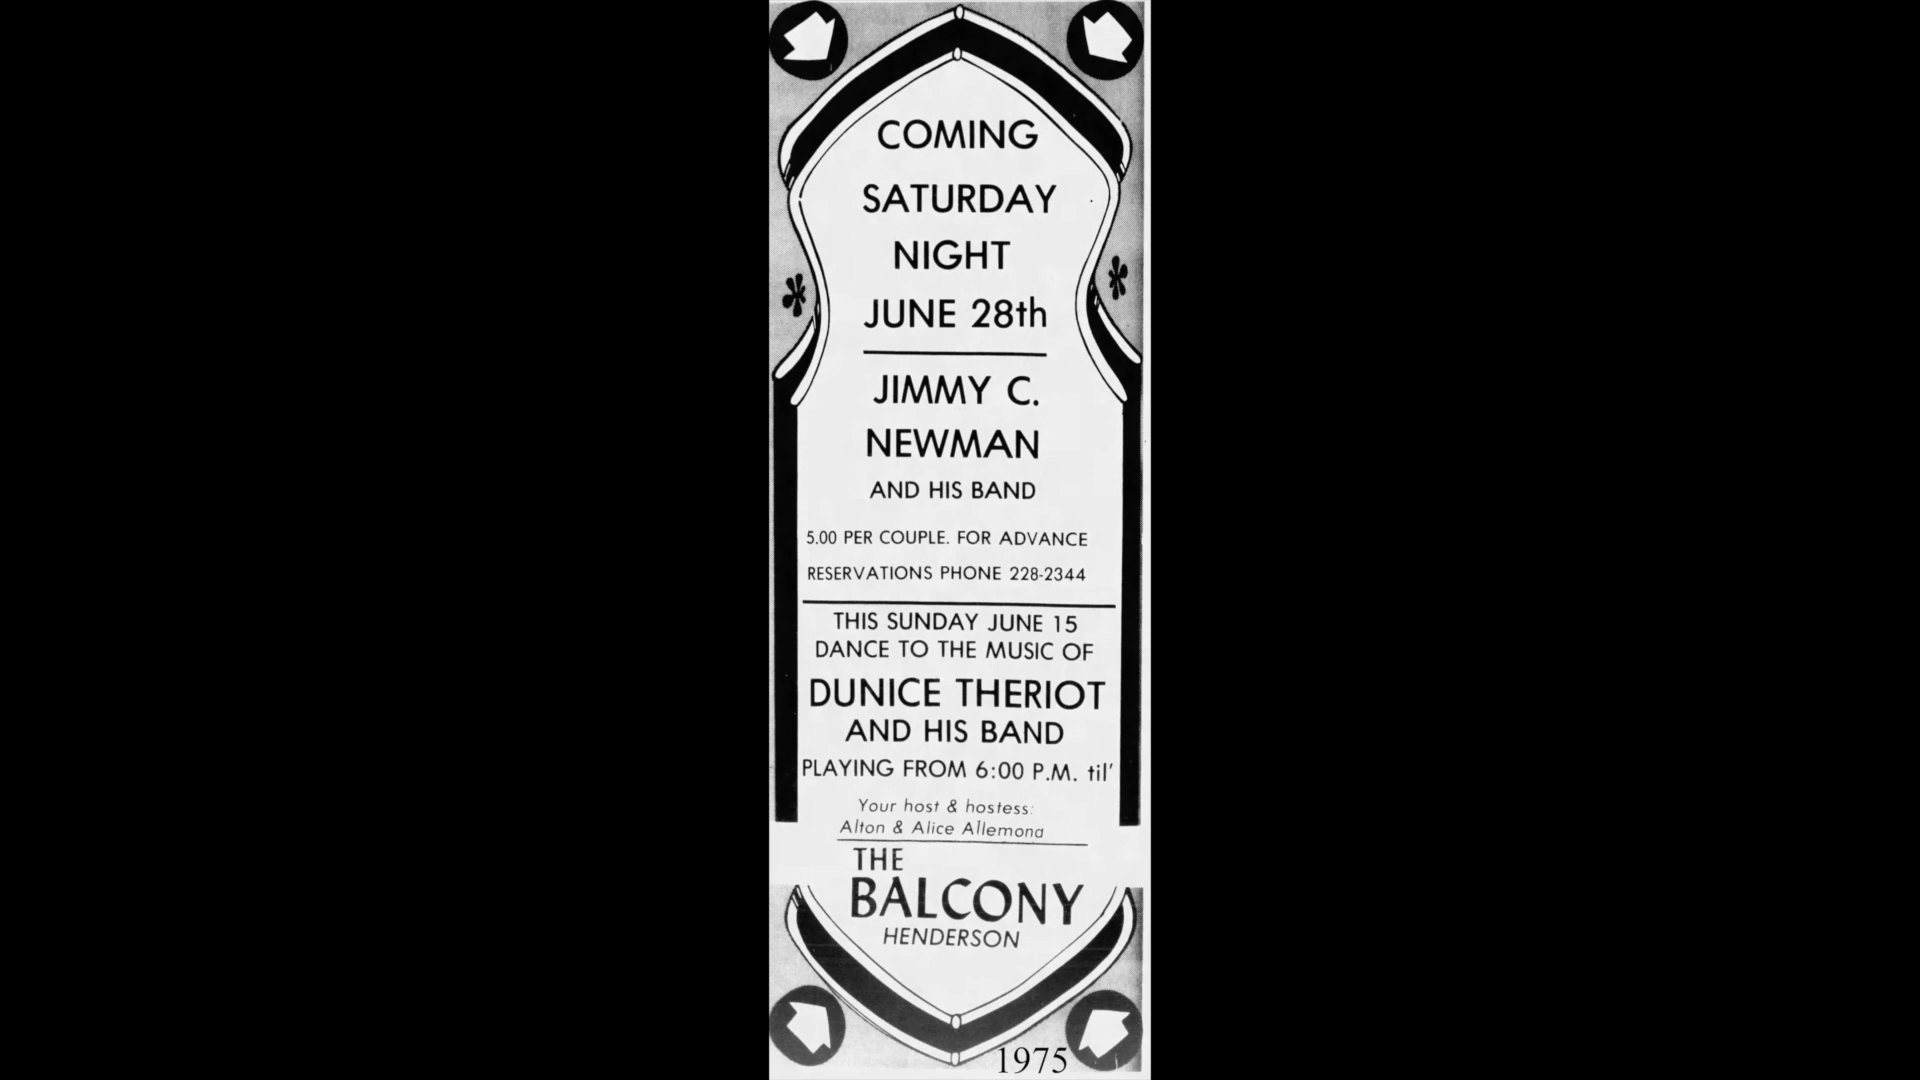 COMING
SATURDAY
NIGHT
JUNE 28th
JIMMY C.
NEWMAN
AND HIS BAND
5.00 PER COUPLE. FOR ADVANCE
RESERVATIONS PHONE 228-2344
THIS SUNDAY JUNE 15
DANCE TO THE MUSIC OF
DUNICE THERIOT
AND HIS BAND
PLAYING FROM 6:00 P.M. til'
Your host & hostess:
Alton & Alice Allemond
THE
BALCONY
HENDERSON
1975